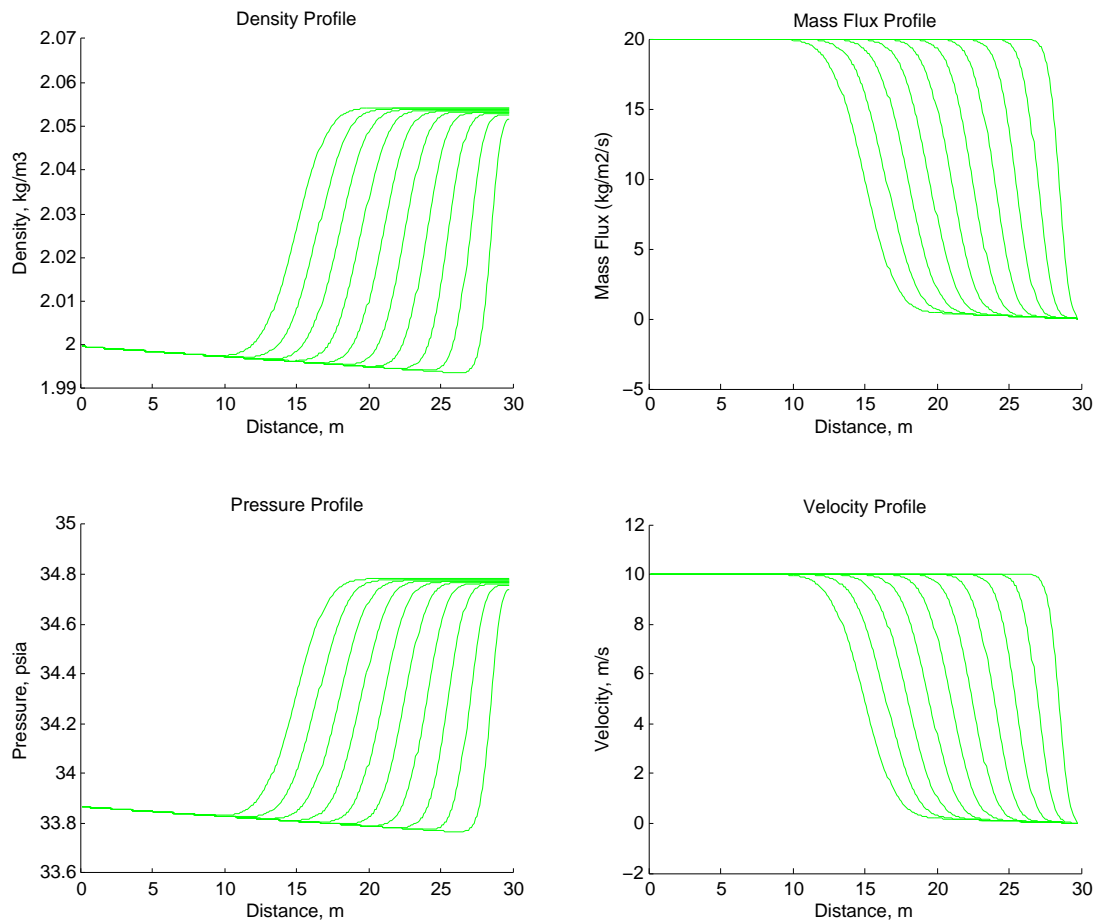 Density Profile
2.07
2.06
2.05
2.04
2.03
2.02
2.01
2
1.99
Density, kg/m3
0 5 10 15 20 25 30
Distance, m
Mass Flux Profile
20
15
10
5
0
−5
Mass Flux (kg/m2/s)
0 5 10 15 20 25 30
Distance, m
Pressure Profile
35
34.8
34.6
34.4
34.2
34
33.8
33.6
Pressure, psia
0 5 10 15 20 25 30
Distance, m
Velocity Profile
12
10
8
6
4
2
0
−2
Velocity, m/s
0 5 10 15 20 25 30
Distance, m